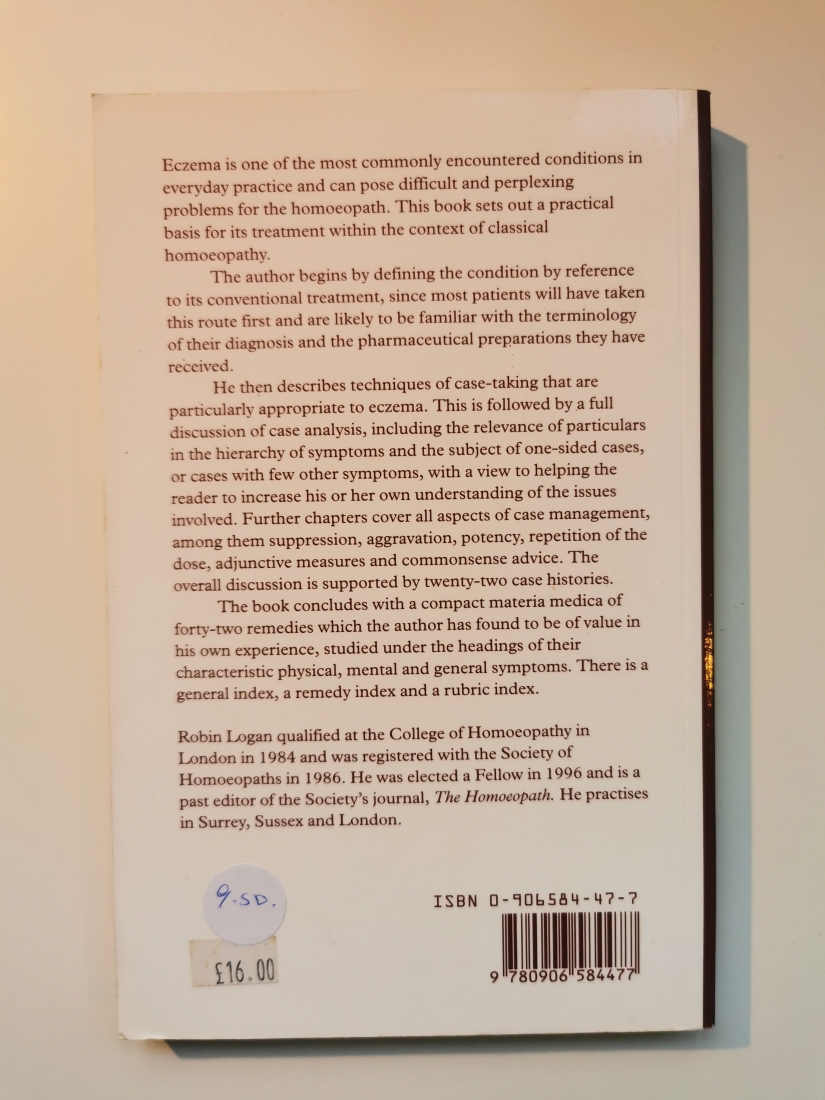 Eczema is one of the most commonly encountered conditions in
everyday practice and can pose difficult and perplexing
problems for the homoeopath. This book sets out a practical
basis for its treatment within the context of classical
homoeopathy.
The author begins by defining the condition by reference
to its conventional treatment, since most patients will have taken
this route first and are likely to be familiar with the terminology
of their diagnosis and the pharmaceutical preparations they have
received.
He then describes techniques of case-taking that are
particularly appropriate to eczema. This is followed by a full
discussion of case analysis, including the relevance of particulars
in the hierarchy of symptoms and the subject of one-sided cases,
or cases with few other symptoms, with a view to helping the
reader to increase his or her own understanding of the issues
involved. Further chapters cover all aspects of case management,
among them suppression, aggravation, potency, repetition of the
dose, adjunctive measures and commonsense advice. The
overall discussion is supported by twenty-two case histories.
The book concludes with a compact materia medica of
forty-two remedies which the author has found to be of value in
his own experience, studied under the headings of their
characteristic physical, mental and general symptoms. There is a
general index, a remedy index and a rubric index.
Robin Logan qualified at the College of Homoeopathy in
London in 1984 and was registered with the Society of
Homoeopaths in 1986. He was elected a Fellow in 1996 and is a
past editor of the Society's journal, The Homoeopath. He practises
in Surrey, Sussex and London.
9.50.
£16.00
ISBN 0-906584-47-7
9 780906 584477